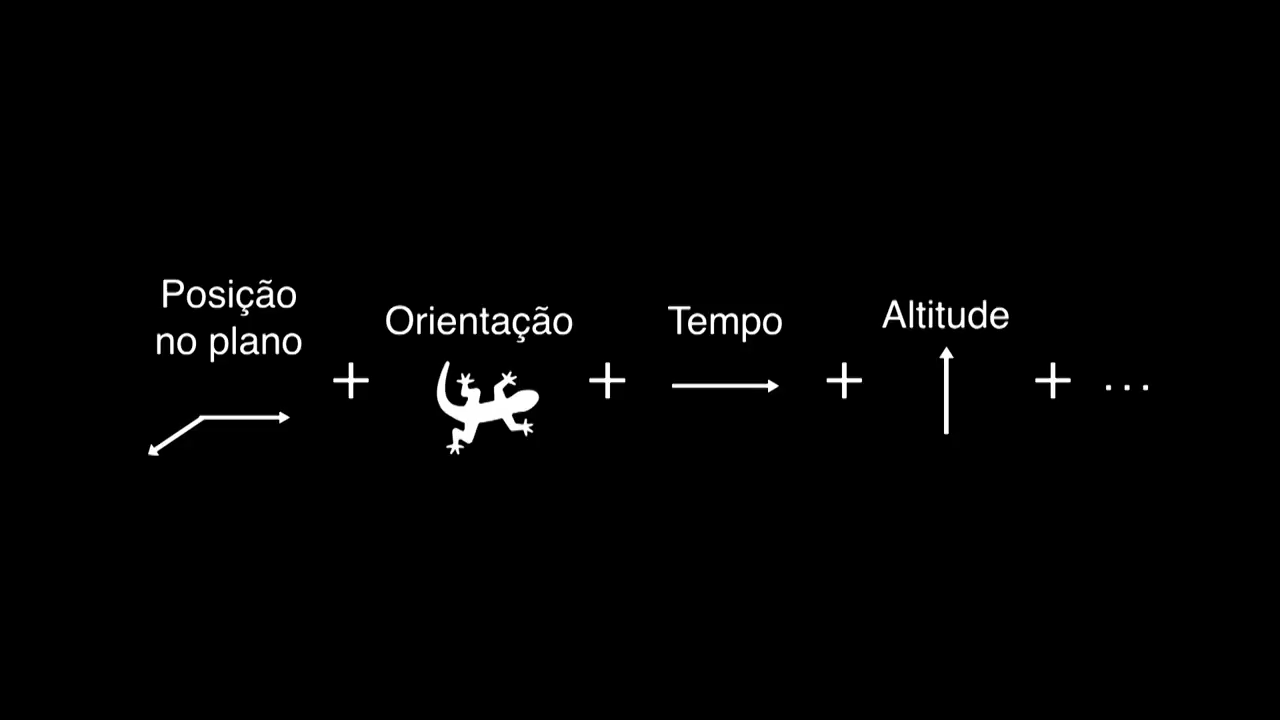 Posição
no plano
+
Orientação
+
Tempo
+
Altitude
+ ...